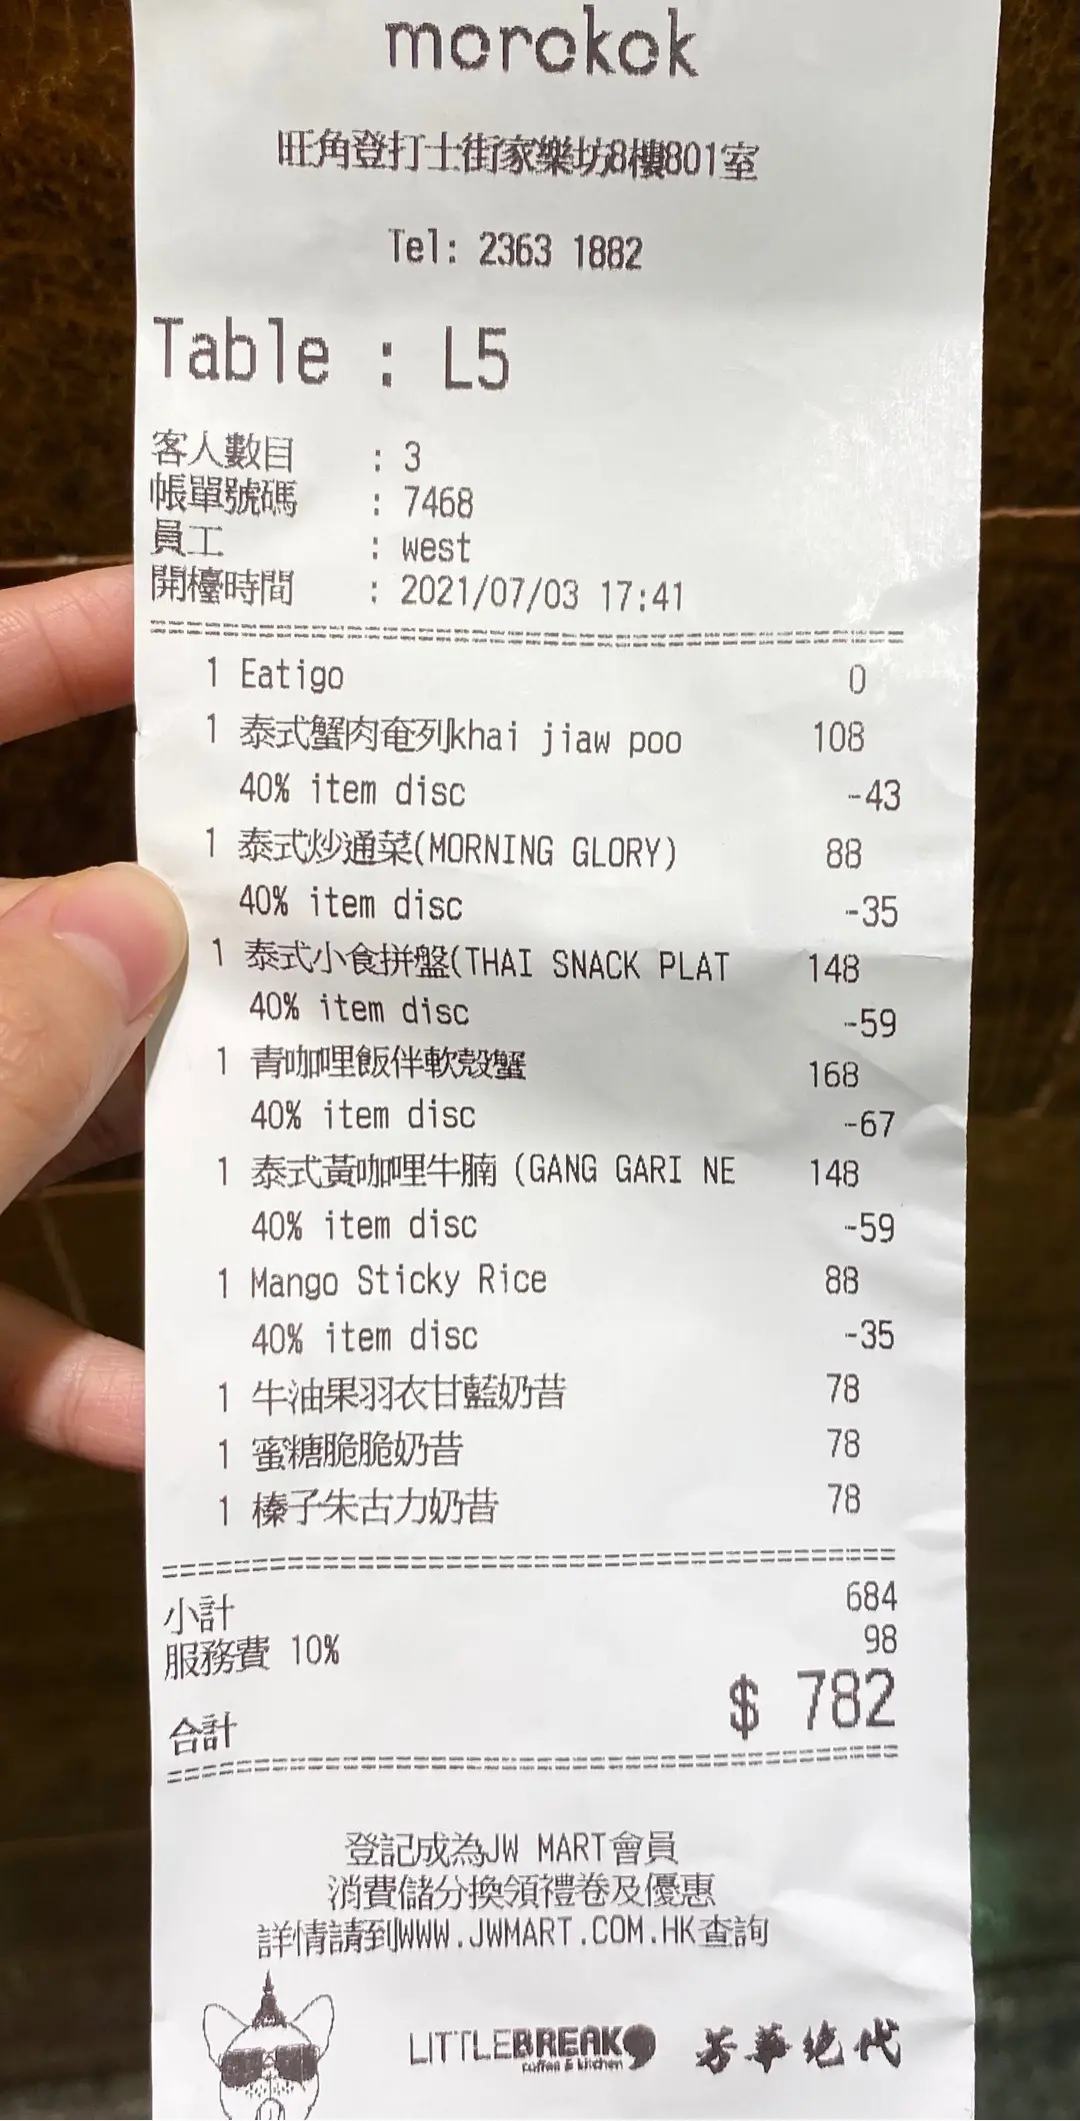 morokok
旺角登打士街家樂坊8樓801室
Tel: 2363 1882
Table : L5
客人數目 : 3
帳單號碼 : 7468
員工 : west
開檯時間 : 2021/07/03 17:41
1 Eatigo 0
1 泰式蟹肉奄列khai jiaw poo 108
40% item disc -43
1 泰式炒通菜(MORNING GLORY) 88
40% item disc -35
1 泰式小食拼盤(THAI SNACK PLAT 148
40% item disc -59
1 青咖哩飯伴軟殼蟹 168
40% item disc -67
1 泰式黃咖哩牛腩 (GANG GARI NE 148
40% item disc -59
1 Mango Sticky Rice 88
40% item disc -35
1 牛油果羽衣甘藍奶昔 78
1 蜜糖脆脆奶昔 78
1 榛子朱古力奶昔 78
小計 684
服務費 10% 98
合計 $ 782
登記成為JW MART會員
消費儲分換領禮卷及優惠
詳情請到WWW.JWMART.COM.HK查詢
LITTLEBREAK 芳華絕代
coffee & kitchen